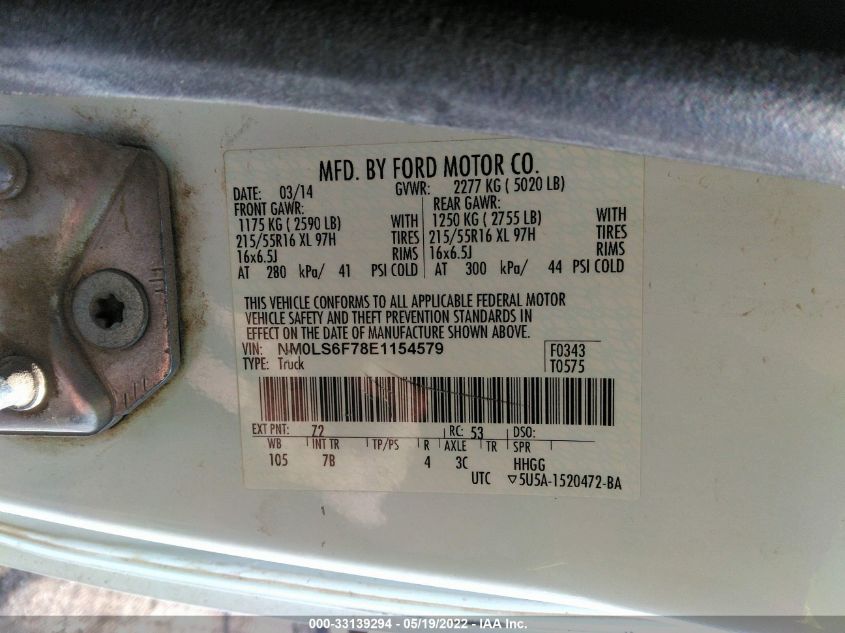 MFD. BY FORD MOTOR CO.
DATE: 03/14 GVWR: 2277 KG ( 5020 LB)
FRONT GAWR: REAR GAWR:
1175 KG ( 2590 LB) WITH 1250 KG ( 2755 LB) WITH
215/55R16 XL 97H TIRES 215/55R16 XL 97H TIRES
16x6.5J RIMS 16x6.5J RIMS
AT 280 kPa/ 41 PSI COLD AT 300 kPa/ 44 PSI COLD
THIS VEHICLE CONFORMS TO ALL APPLICABLE FEDERAL MOTOR
VEHICLE SAFETY AND THEFT PREVENTION STANDARDS IN
EFFECT ON THE DATE OF MANUFACTURE SHOWN ABOVE.
VIN: NM0LS6F78E1154579 F0343
TYPE: Truck T0575
EXT PNT: 72 RC: 53 DSO:
WB INT TR TP/PS R AXLE TR SPR
105 7B 4 3C HHGG
UTC ▽5U5A-1520472-BA
000-33139294 - 05/19/2022 - IAA Inc.